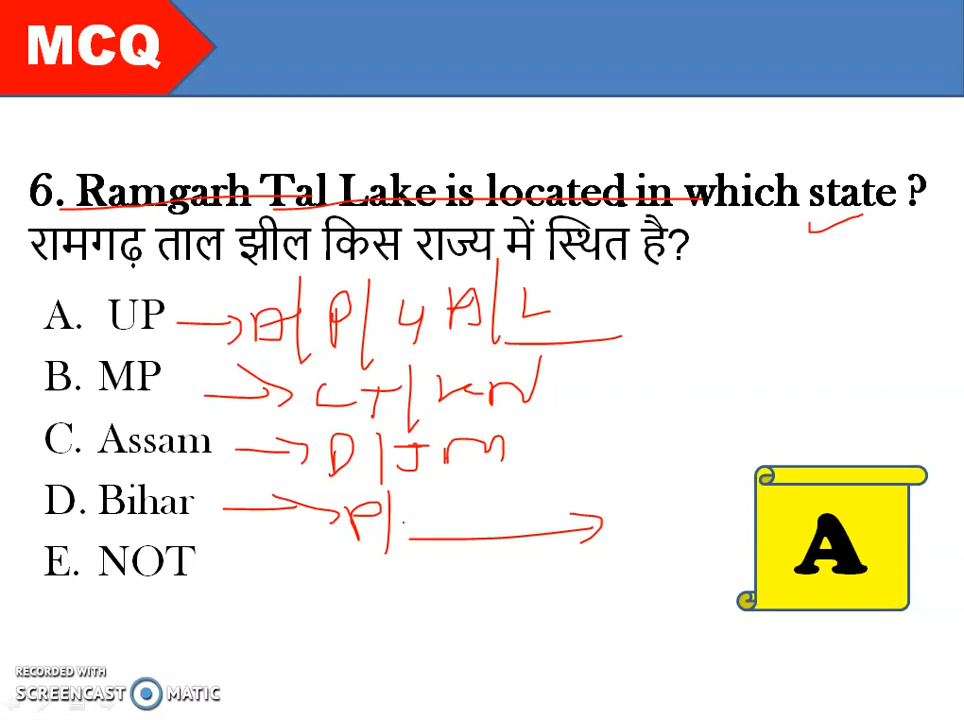 MCQ
6. Ramgarh Tal Lake is located in which state ?
रामगढ़ ताल झील किस राज्य में स्थित है?
A. UP
B. MP
C. Assam
D. Bihar
E. NOT
A
RECORDED WITH
SCREENCAST MATIC